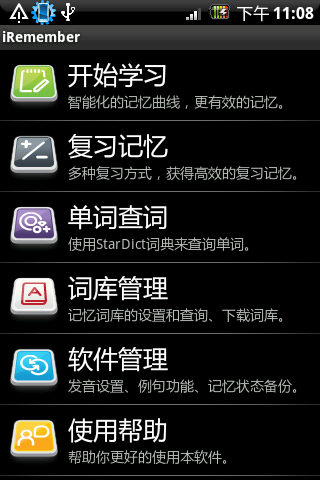 下午 11:08
iRemember
开始学习
智能化的记忆曲线，更有效的记忆。
复习记忆
多种复习方式，获得高效的复习记忆。
单词查词
使用StarDict词典来查询单词。
词库管理
记忆词库的设置和查询、下载词库。
软件管理
发音设置、例句功能、记忆状态备份。
使用帮助
帮助你更好的使用本软件。